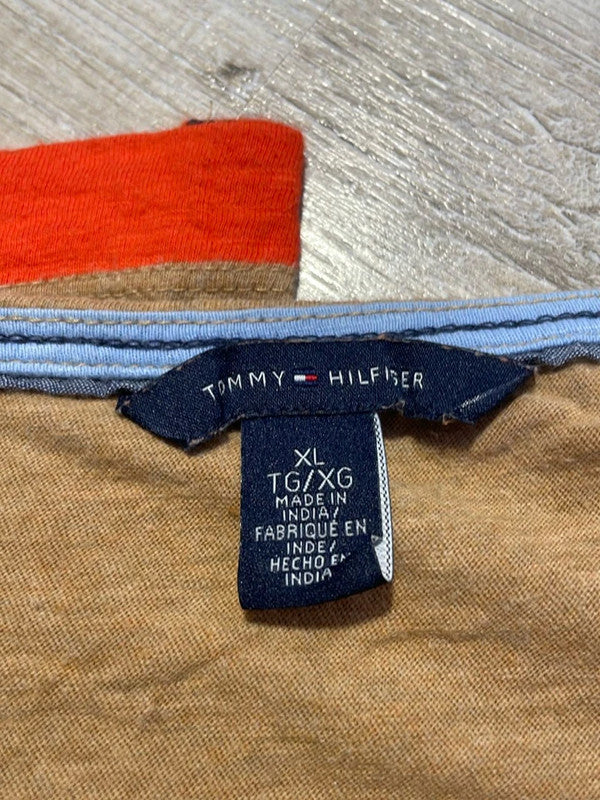 TOMMY HILFIGER
XL
TG/XG
MADE IN
INDIA/
FABRIQUÉ EN
INDE/
HECHO EN
INDIA